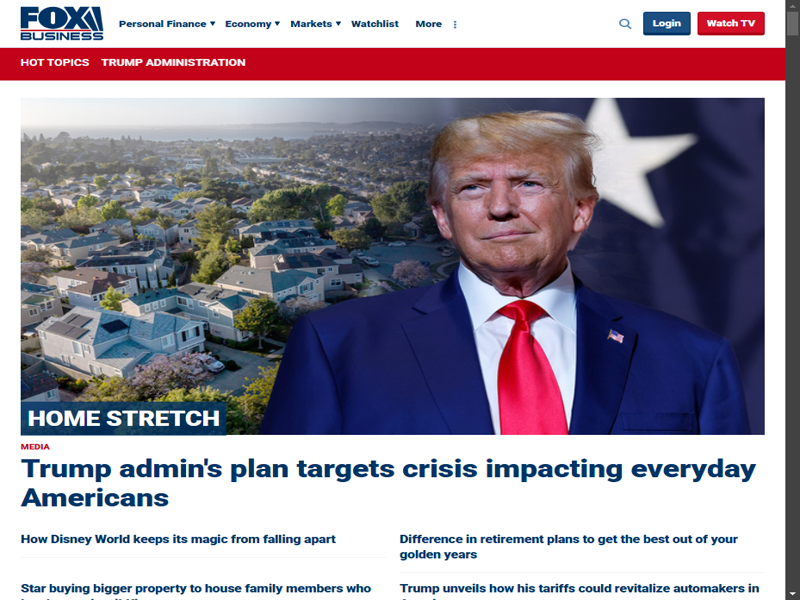 FOX
BUSINESS
Personal Finance
Economy
Markets
Watchlist
More
Login
Watch TV
HOT TOPICS
TRUMP ADMINISTRATION
HOME STRETCH
MEDIA
Trump admin's plan targets crisis impacting everyday
Americans
How Disney World keeps its magic from falling apart
Difference in retirement plans to get the best out of your
golden years
Star buying bigger property to house family members who
Trump unveils how his tariffs could revitalize automakers in